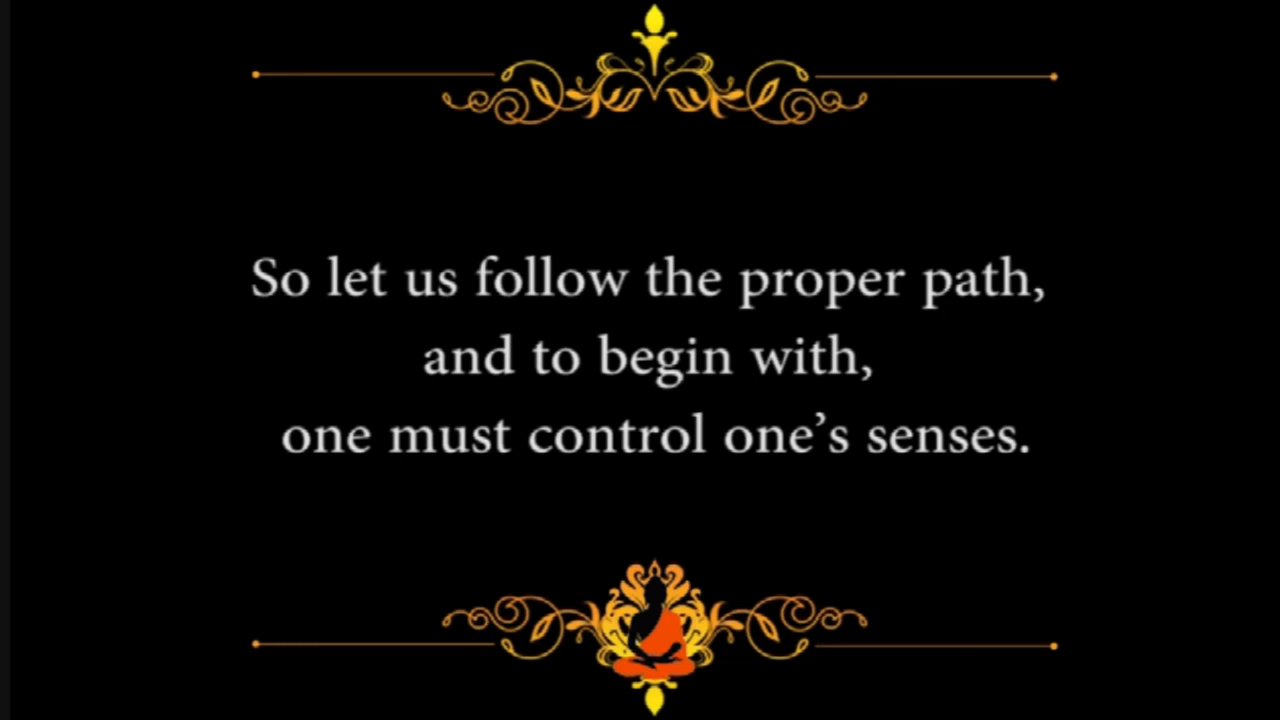 So let us follow the proper path,
and to begin with,
one must control one’s senses.